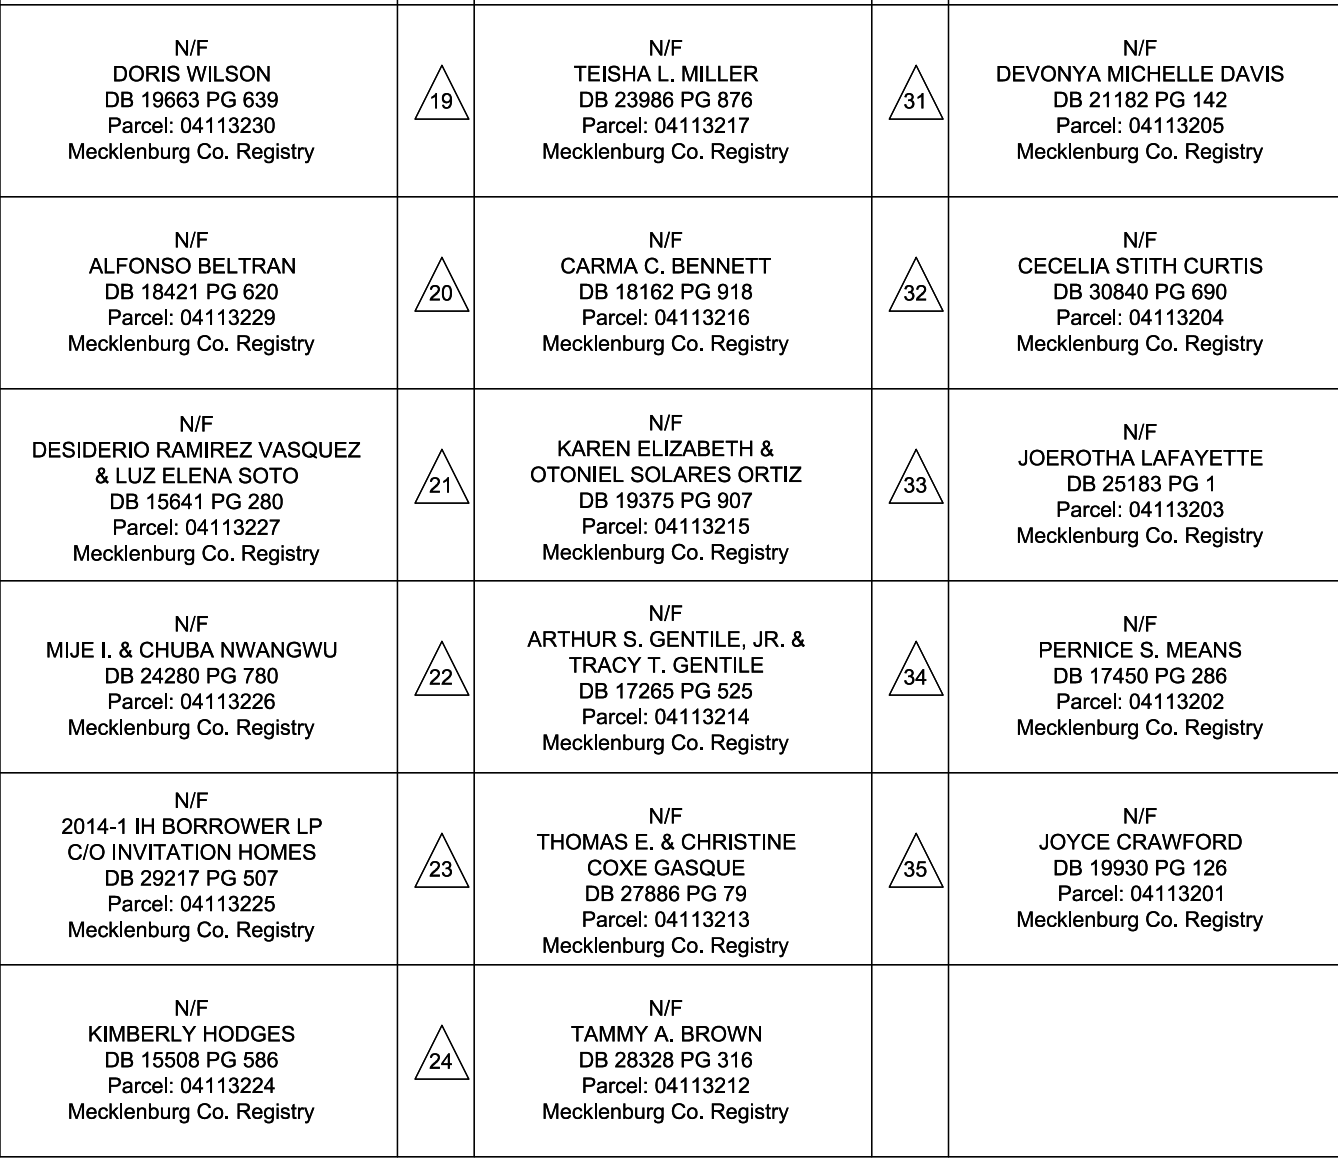 N/F
DORIS WILSON
DB 19663 PG 639
Parcel: 04113230
Mecklenburg Co. Registry
19
N/F
TEISHA L. MILLER
DB 23986 PG 876
Parcel: 04113217
Mecklenburg Co. Registry
31
N/F
DEVONYA MICHELLE DAVIS
DB 21182 PG 142
Parcel: 04113205
Mecklenburg Co. Registry
N/F
ALFONSO BELTRAN
DB 18421 PG 620
Parcel: 04113229
Mecklenburg Co. Registry
20
N/F
CARMA C. BENNETT
DB 18162 PG 918
Parcel: 04113216
Mecklenburg Co. Registry
32
N/F
CECELIA STITH CURTIS
DB 30840 PG 690
Parcel: 04113204
Mecklenburg Co. Registry
N/F
DESIDERIO RAMIREZ VASQUEZ
& LUZ ELENA SOTO
DB 15641 PG 280
Parcel: 04113227
Mecklenburg Co. Registry
21
N/F
KAREN ELIZABETH &
OTONIEL SOLARES ORTIZ
DB 19375 PG 907
Parcel: 04113215
Mecklenburg Co. Registry
33
N/F
JOEROTHA LAFAYETTE
DB 25183 PG 1
Parcel: 04113203
Mecklenburg Co. Registry
N/F
MIJE I. & CHUBA NWANGWU
DB 24280 PG 780
Parcel: 04113226
Mecklenburg Co. Registry
22
N/F
ARTHUR S. GENTILE, JR. &
TRACY T. GENTILE
DB 17265 PG 525
Parcel: 04113214
Mecklenburg Co. Registry
34
N/F
PERNICE S. MEANS
DB 17450 PG 286
Parcel: 04113202
Mecklenburg Co. Registry
N/F
2014-1 IH BORROWER LP
C/O INVITATION HOMES
DB 29217 PG 507
Parcel: 04113225
Mecklenburg Co. Registry
23
N/F
THOMAS E. & CHRISTINE
COXE GASQUE
DB 27886 PG 79
Parcel: 04113213
Mecklenburg Co. Registry
35
N/F
JOYCE CRAWFORD
DB 19930 PG 126
Parcel: 04113201
Mecklenburg Co. Registry
N/F
KIMBERLY HODGES
DB 15508 PG 586
Parcel: 04113224
Mecklenburg Co. Registry
24
N/F
TAMMY A. BROWN
DB 28328 PG 316
Parcel: 04113212
Mecklenburg Co. Registry